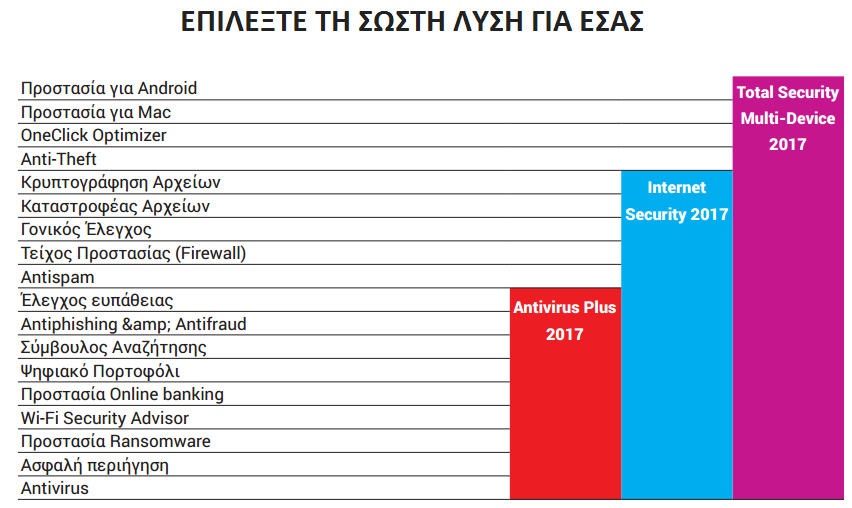 ΕΠΙΛΕΞΤΕ ΤΗ ΣΩΣΤΗ ΛΥΣΗ ΓΙΑ ΕΣΑΣ
Προστασία για Android
Προστασία για Mac
OneClick Optimizer
Anti-Theft
Κρυπτογράφηση Αρχείων
Καταστροφέας Αρχείων
Γονικός Έλεγχος
Τείχος Προστασίας (Firewall)
Antispam
Έλεγχος ευπάθειας
Antiphishing &amp; Antifraud
Σύμβουλος Αναζήτησης
Ψηφιακό Πορτοφόλι
Προστασία Online banking
Wi-Fi Security Advisor
Προστασία Ransomware
Ασφαλή περιήγηση
Antivirus
Antivirus Plus
2017
Internet
Security 2017
Total Security
Multi-Device
2017